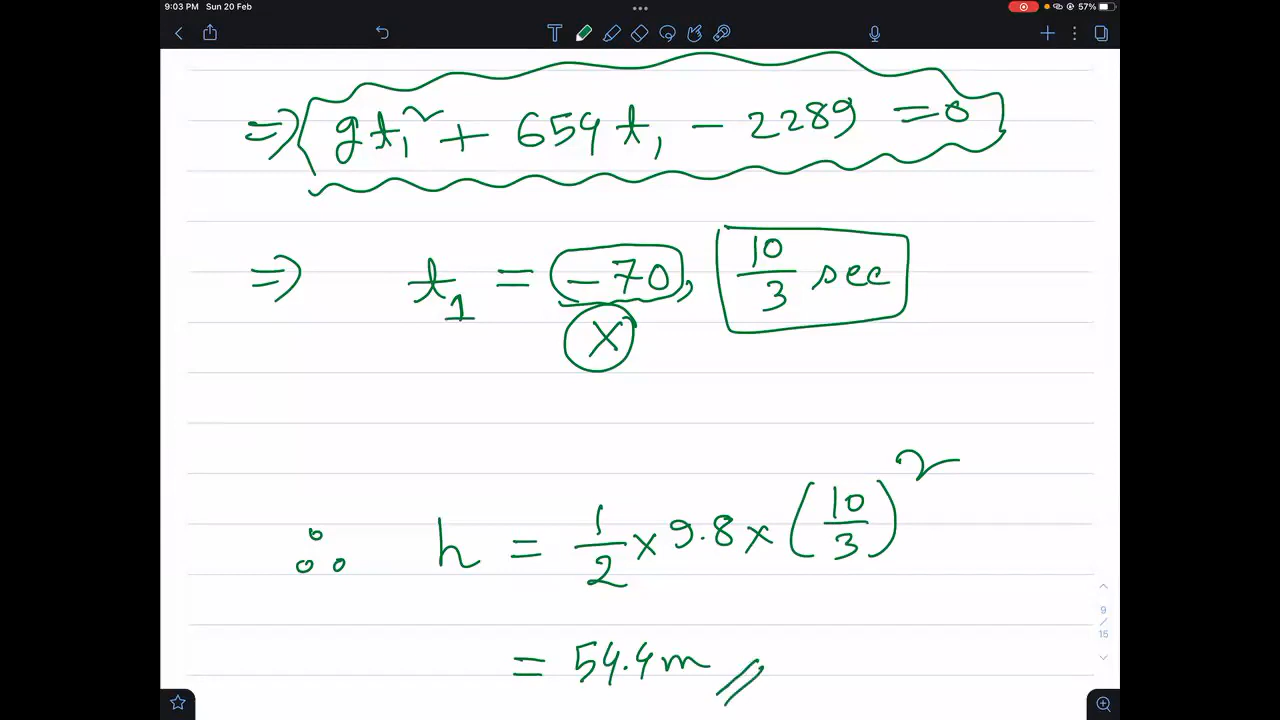 9:03 PM Sun 20 Feb 57%
⇒ gt₁² + 654t₁ − 2289 = 0
⇒ t₁ = −70, 10/3 sec
X
∴ h = 1/2 × 9.8 × (10/3)²
= 54.4m //
9/15